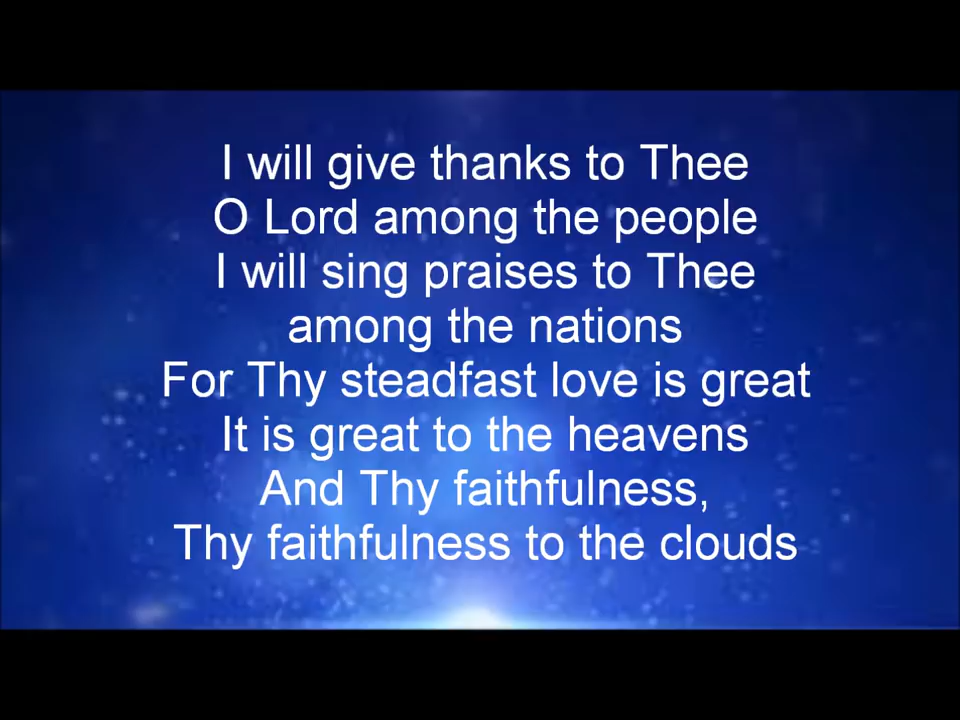 I will give thanks to Thee
O Lord among the people
I will sing praises to Thee
among the nations
For Thy steadfast love is great
It is great to the heavens
And Thy faithfulness,
Thy faithfulness to the clouds